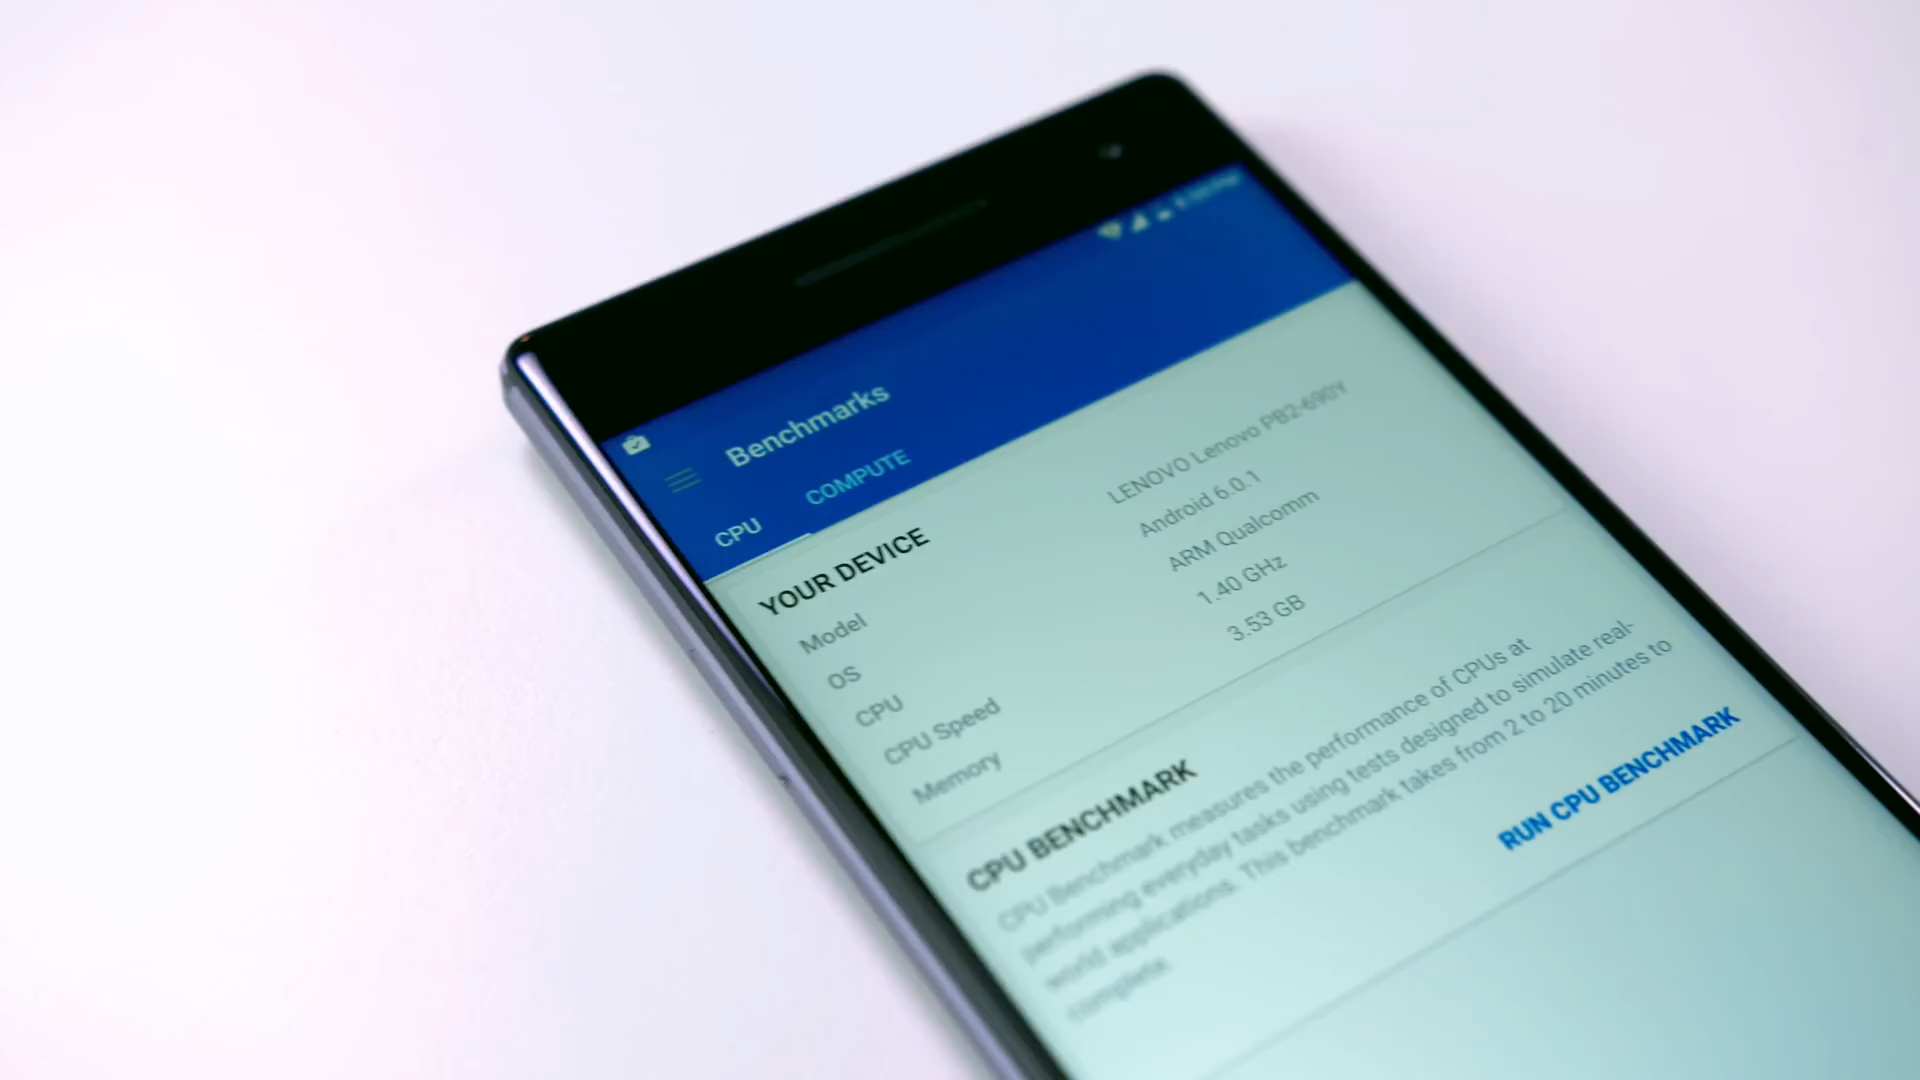 Benchmarks
CPU
COMPUTE
YOUR DEVICE
Model
LENOVO Lenovo PB2-690Y
OS
Android 6.0.1
CPU
ARM Qualcomm
CPU Speed
1.40 GHz
Memory
3.53 GB
CPU BENCHMARK
CPU Benchmark measures the performance of CPUs at
performing everyday tasks using tests designed to simulate real-
world applications. This benchmark takes from 2 to 20 minutes to
complete.
RUN CPU BENCHMARK